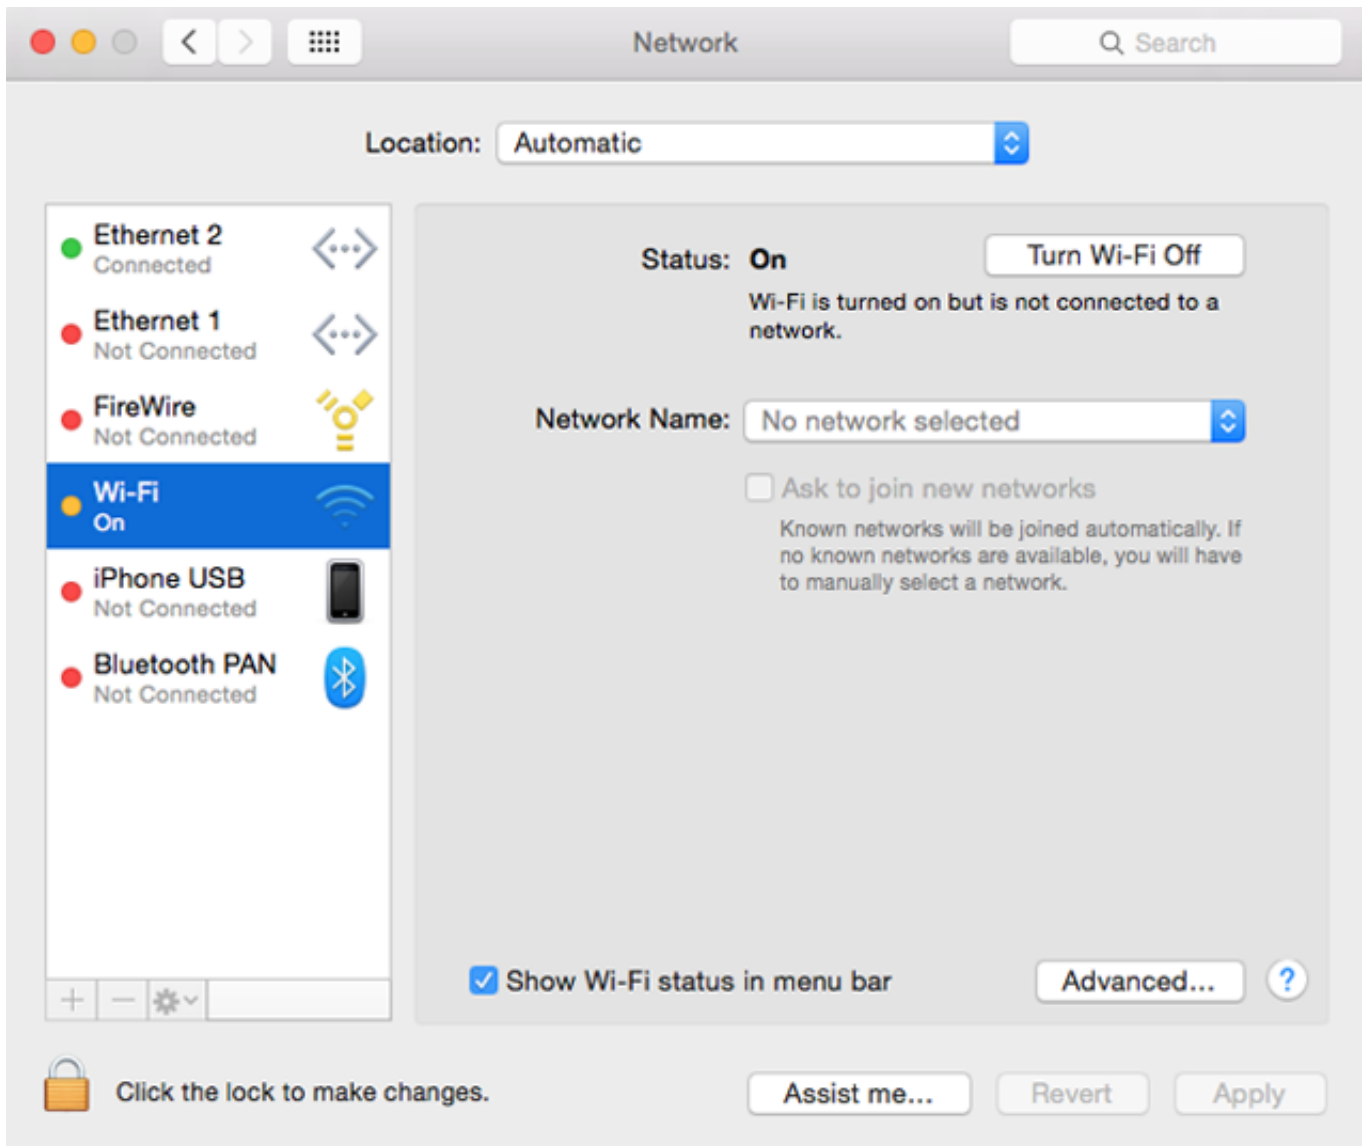 Network
Search
Location: Automatic
Ethernet 2
Connected
Ethernet 1
Not Connected
FireWire
Not Connected
Wi-Fi
On
iPhone USB
Not Connected
Bluetooth PAN
Not Connected
Status: On
Turn Wi-Fi Off
Wi-Fi is turned on but is not connected to a
network.
Network Name: No network selected
Ask to join new networks
Known networks will be joined automatically. If
no known networks are available, you will have
to manually select a network.
Show Wi-Fi status in menu bar
Advanced...
?
Click the lock to make changes.
Assist me...
Revert
Apply